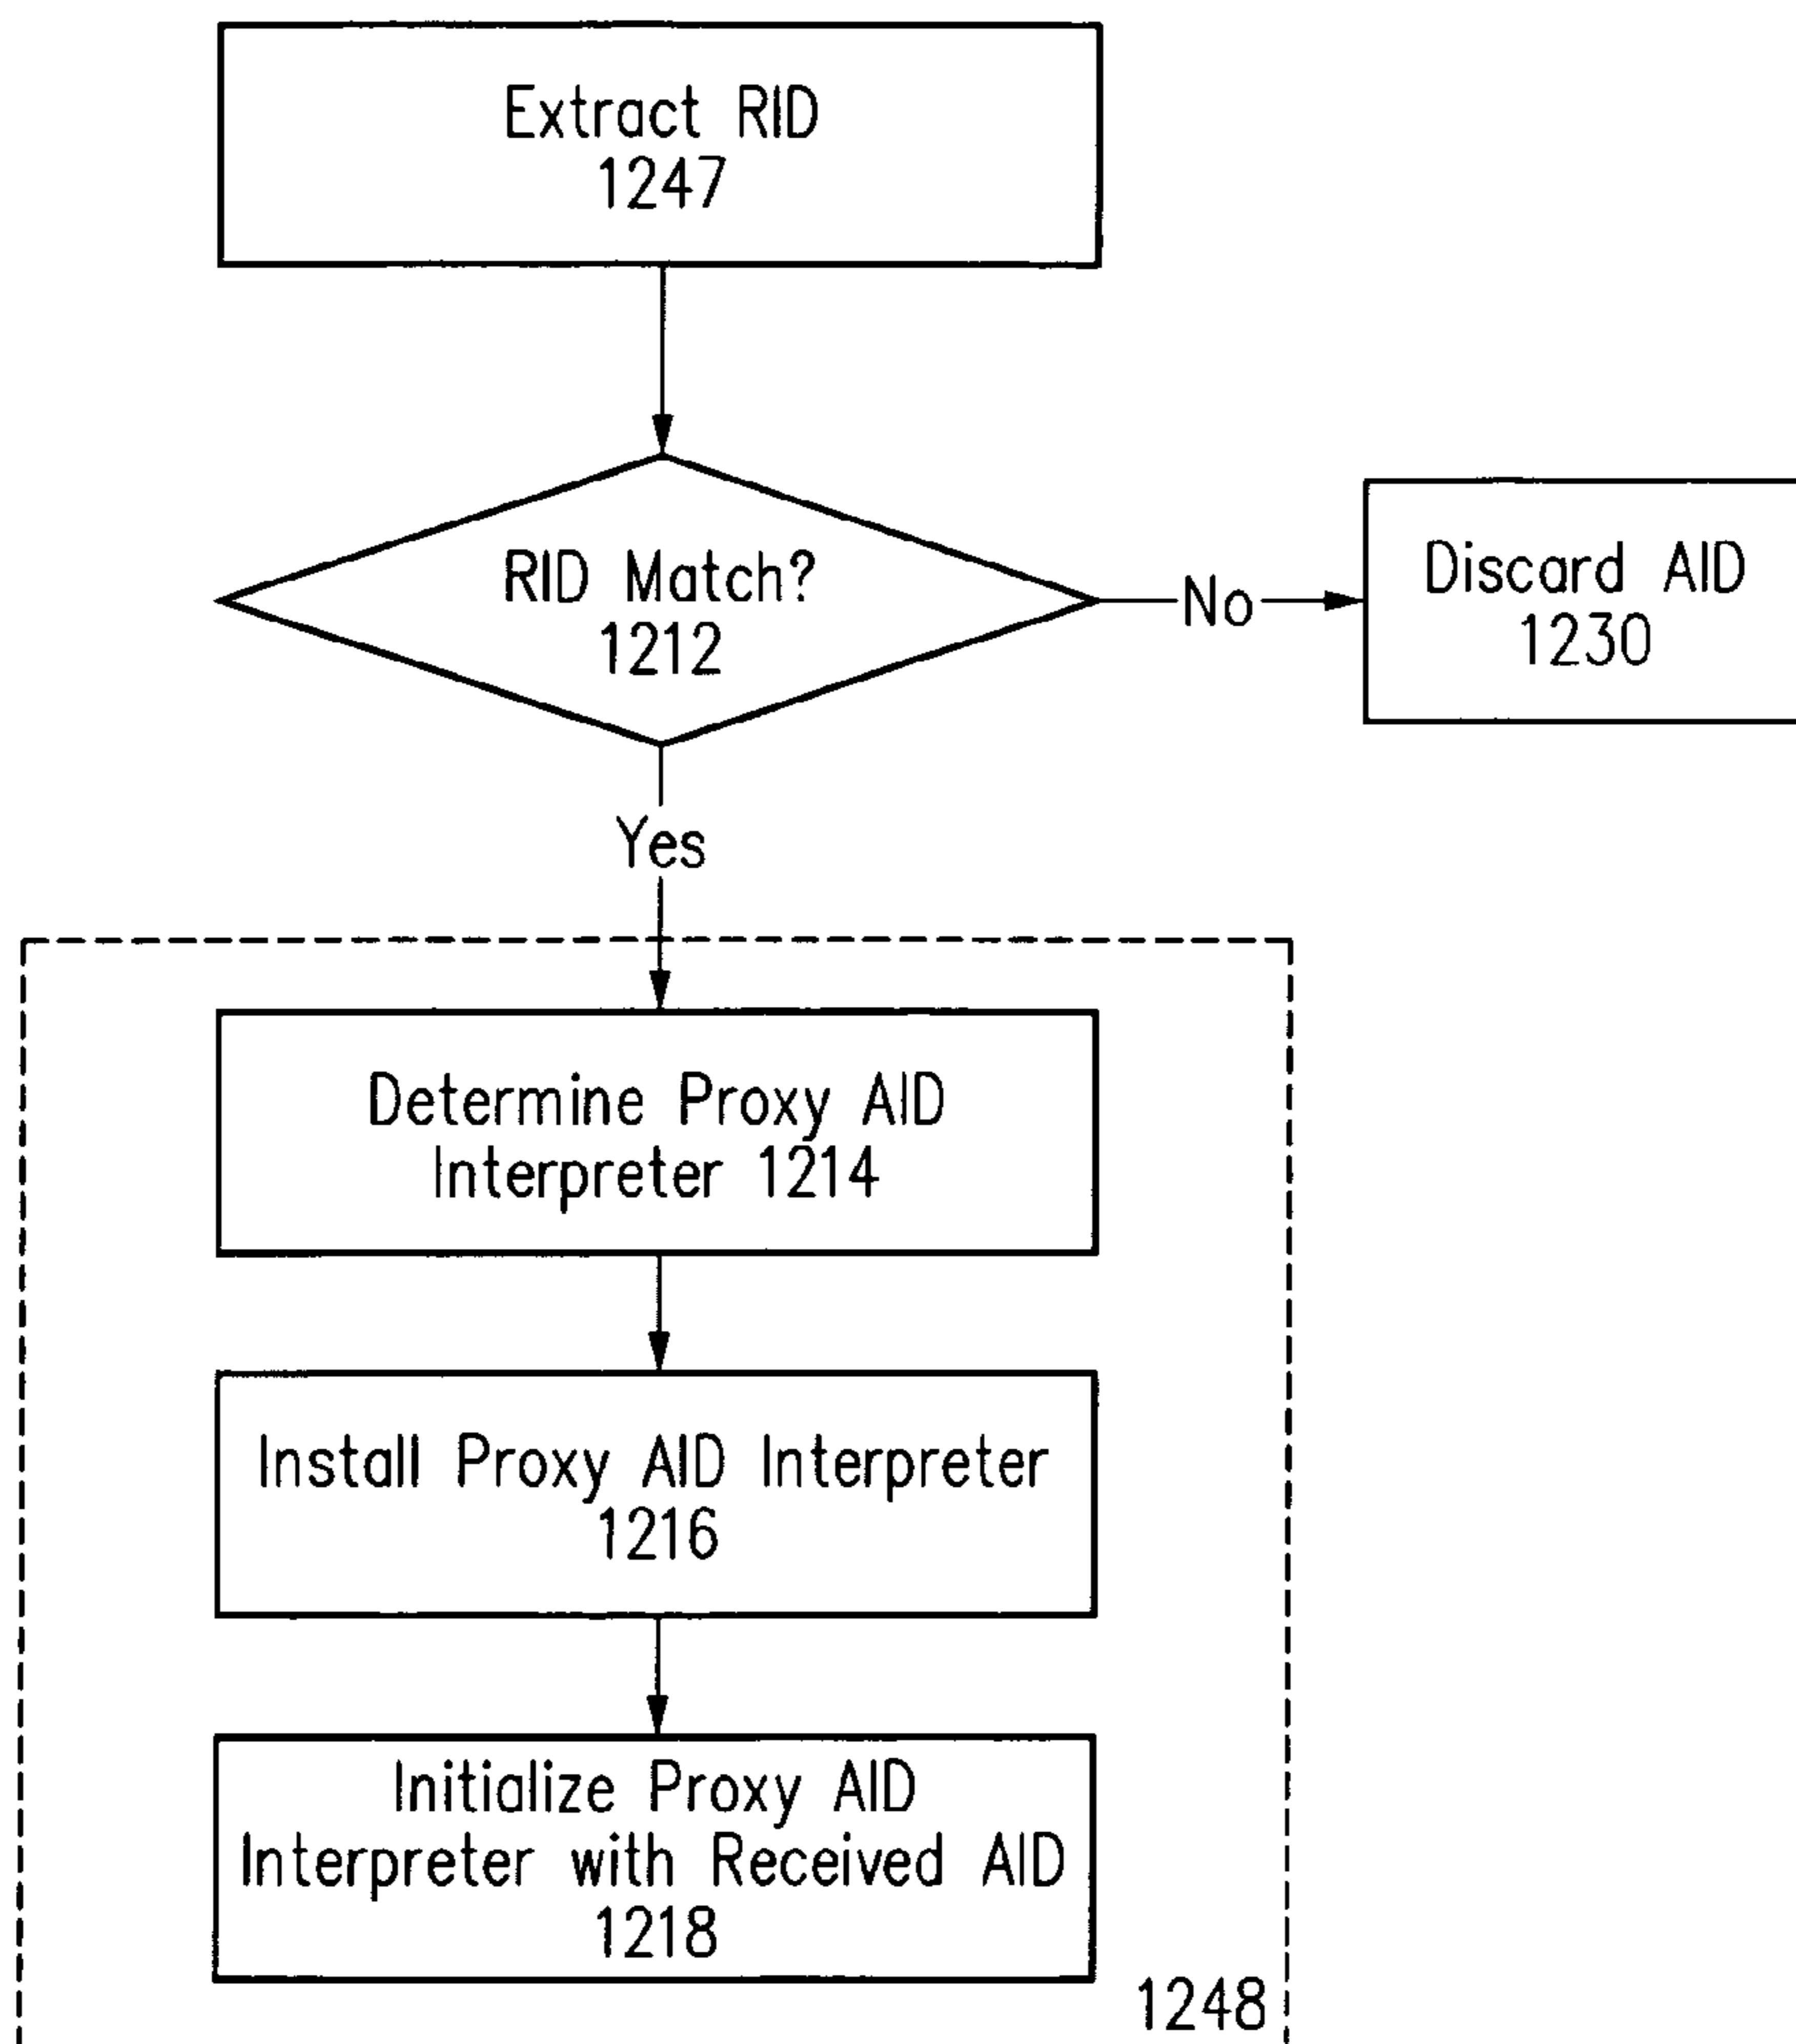 Extract RID
1247
RID Match?
1212
No
Discard AID
1230
Yes
Determine Proxy AID
Interpreter 1214
Install Proxy AID Interpreter
1216
Initialize Proxy AID
Interpreter with Received AID
1218
1248